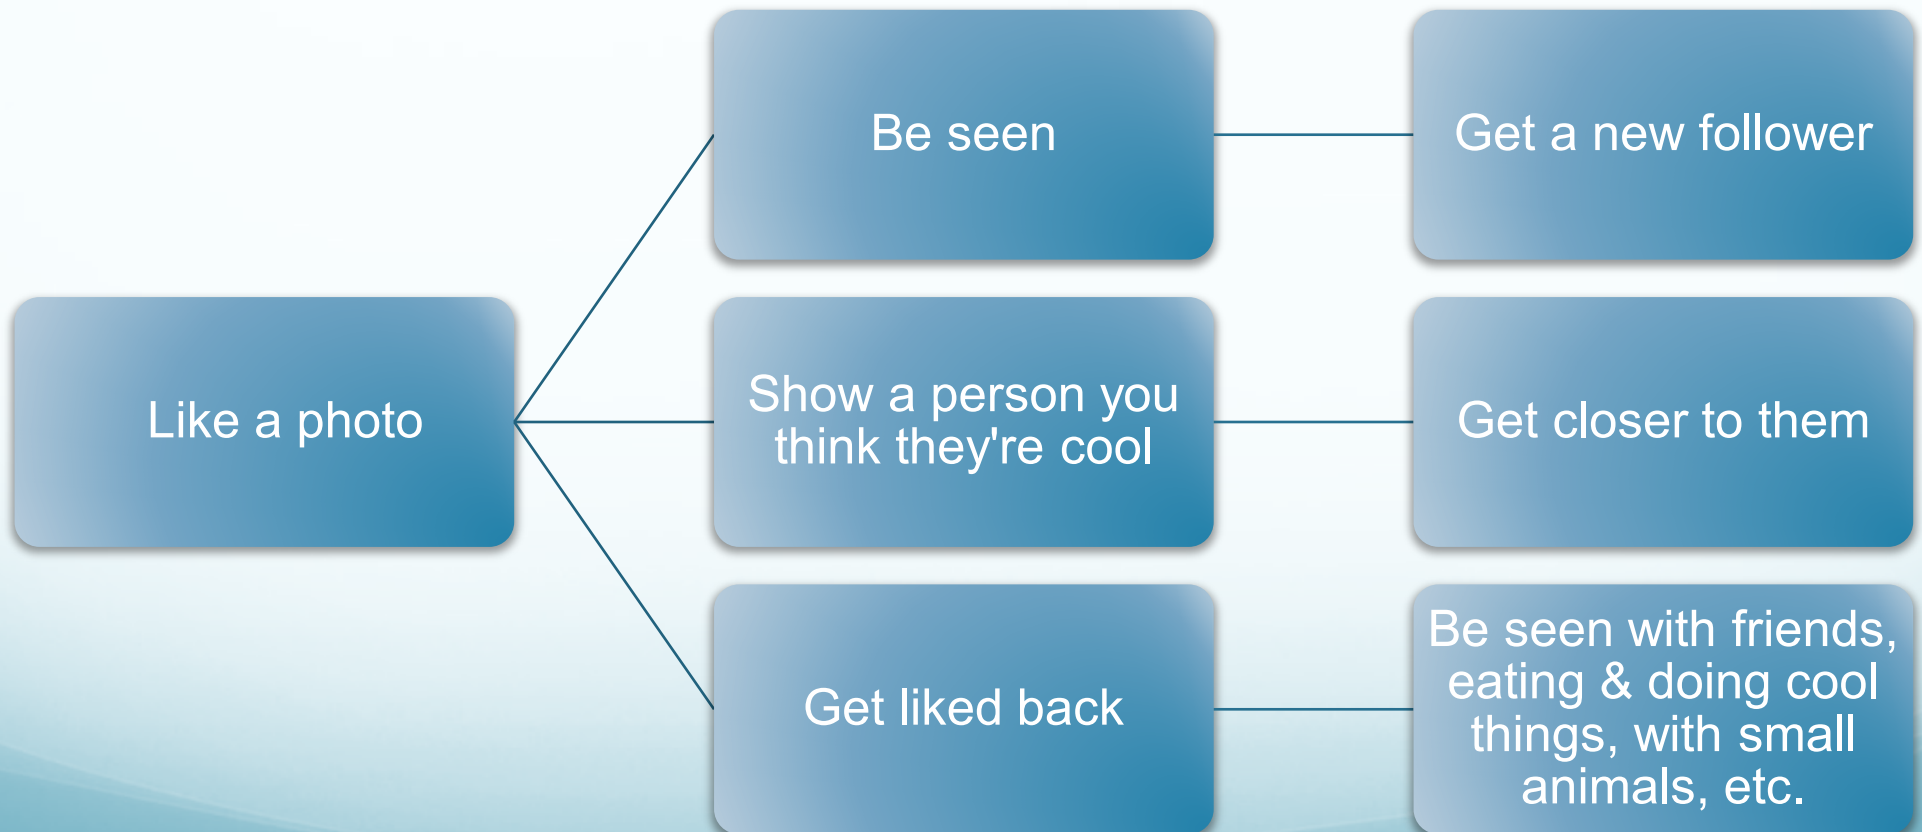 Like a photo
Be seen
Get a new follower
Show a person you
think they're cool
Get closer to them
Get liked back
Be seen with friends,
eating & doing cool
things, with small
animals, etc.